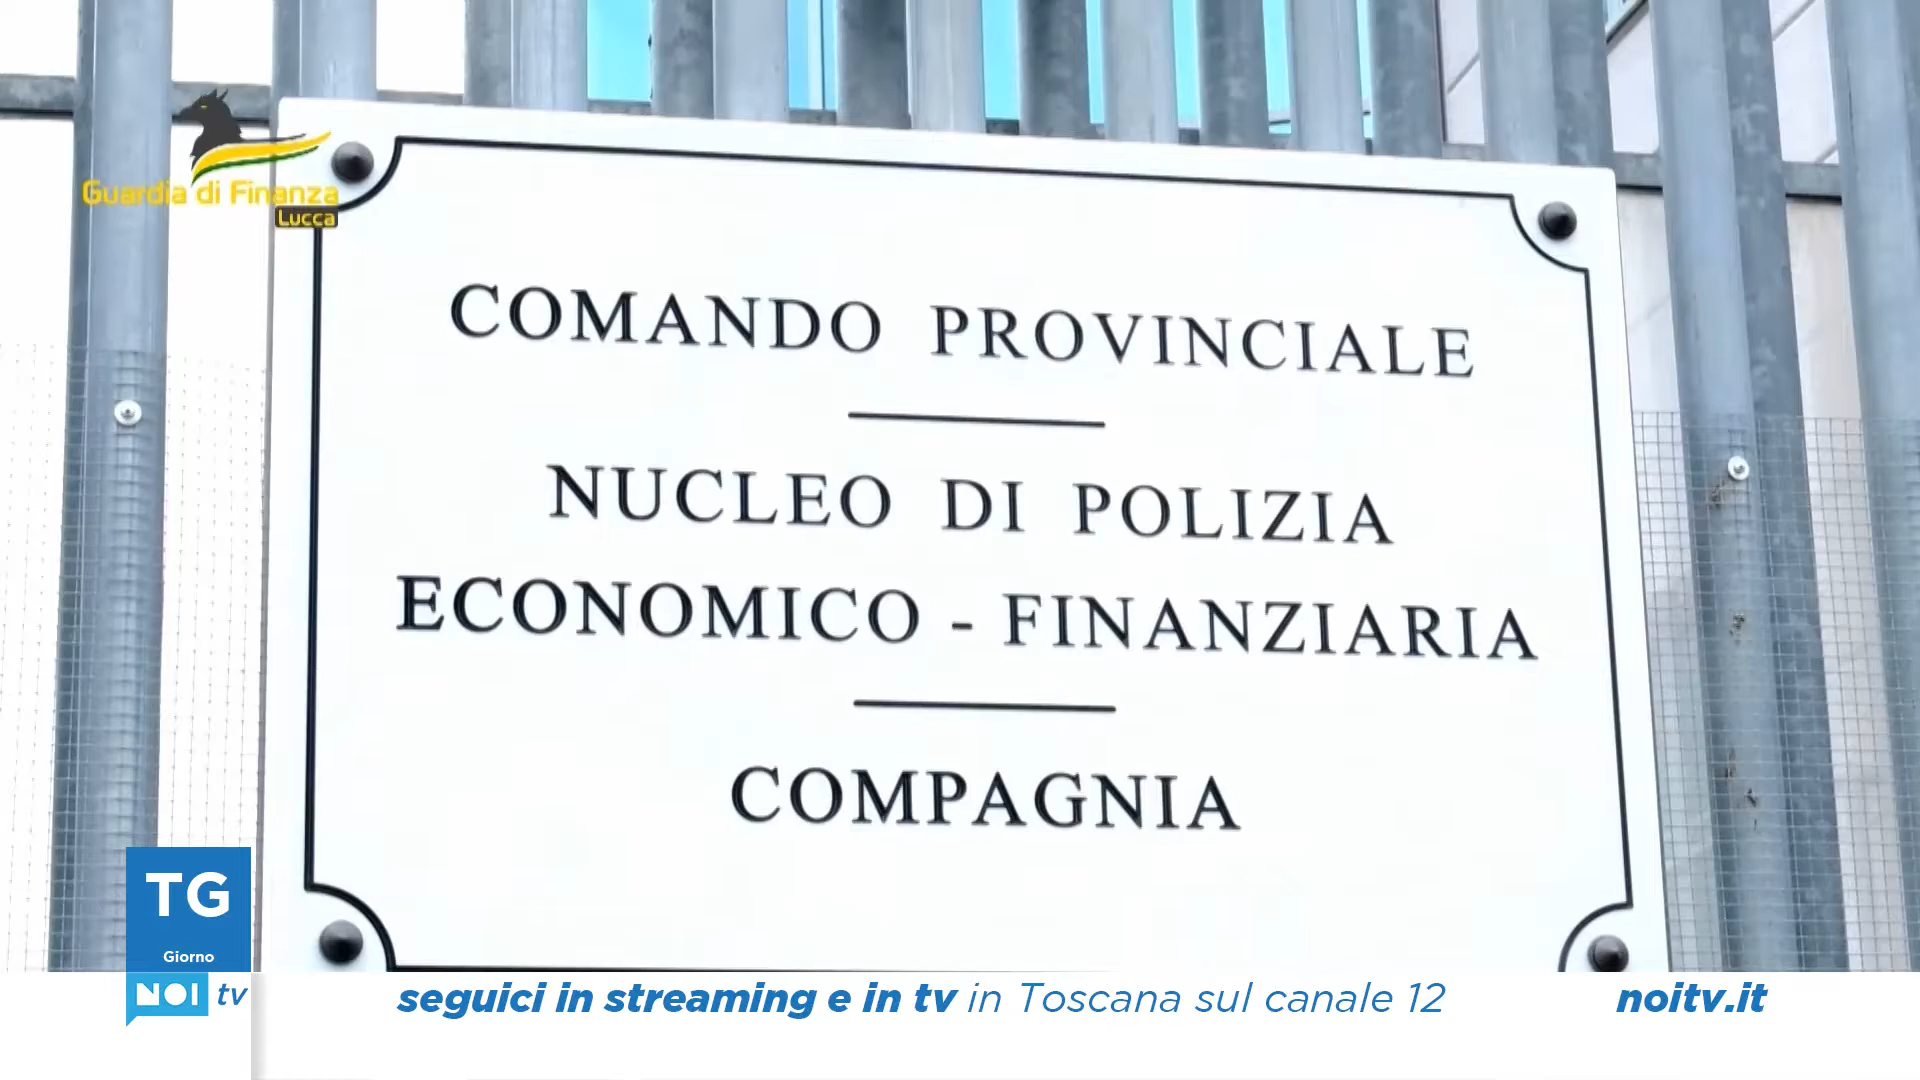 Guardia di Finanza
Lucca
COMANDO PROVINCIALE
NUCLEO DI POLIZIA
ECONOMICO - FINANZIARIA
COMPAGNIA
TG
Giorno
NOI tv
seguici in streaming e in tv in Toscana sul canale 12
noitv.it